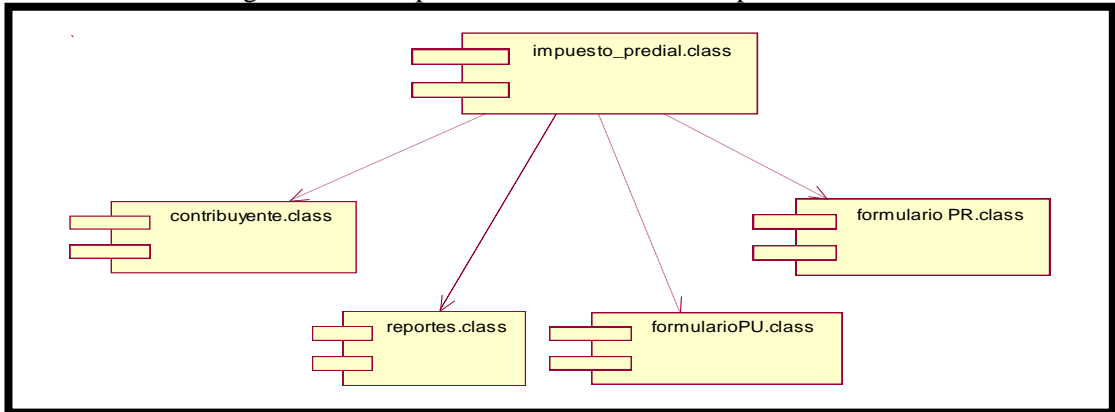 impuesto_predial.class
contribuyente.class
formulario PR.class
reportes.class
formularioPU.class